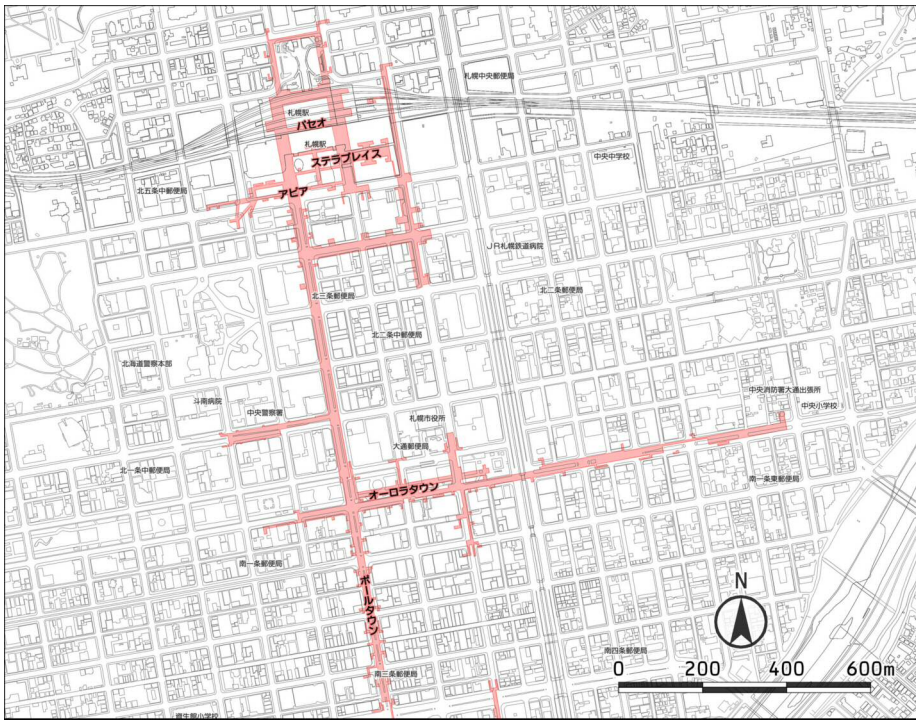 札幌中央郵便局
札幌駅
パセオ
札幌駅
ステラプレイス
中央中学校
北五条中郵便局
アピア
JR札幌鉄道病院
北三条郵便局
北二条郵便局
北二条中郵便局
北海道警察本部
斗南病院
中央警察署
札幌市役所
大通郵便局
中央消防署大通出張所
中央小学校
北一条中郵便局
南一条東郵便局
オーロラタウン
南一条郵便局
ポールタウン
N
南四条郵便局
0 200 400 600m
南三条郵便局
資生館小学校